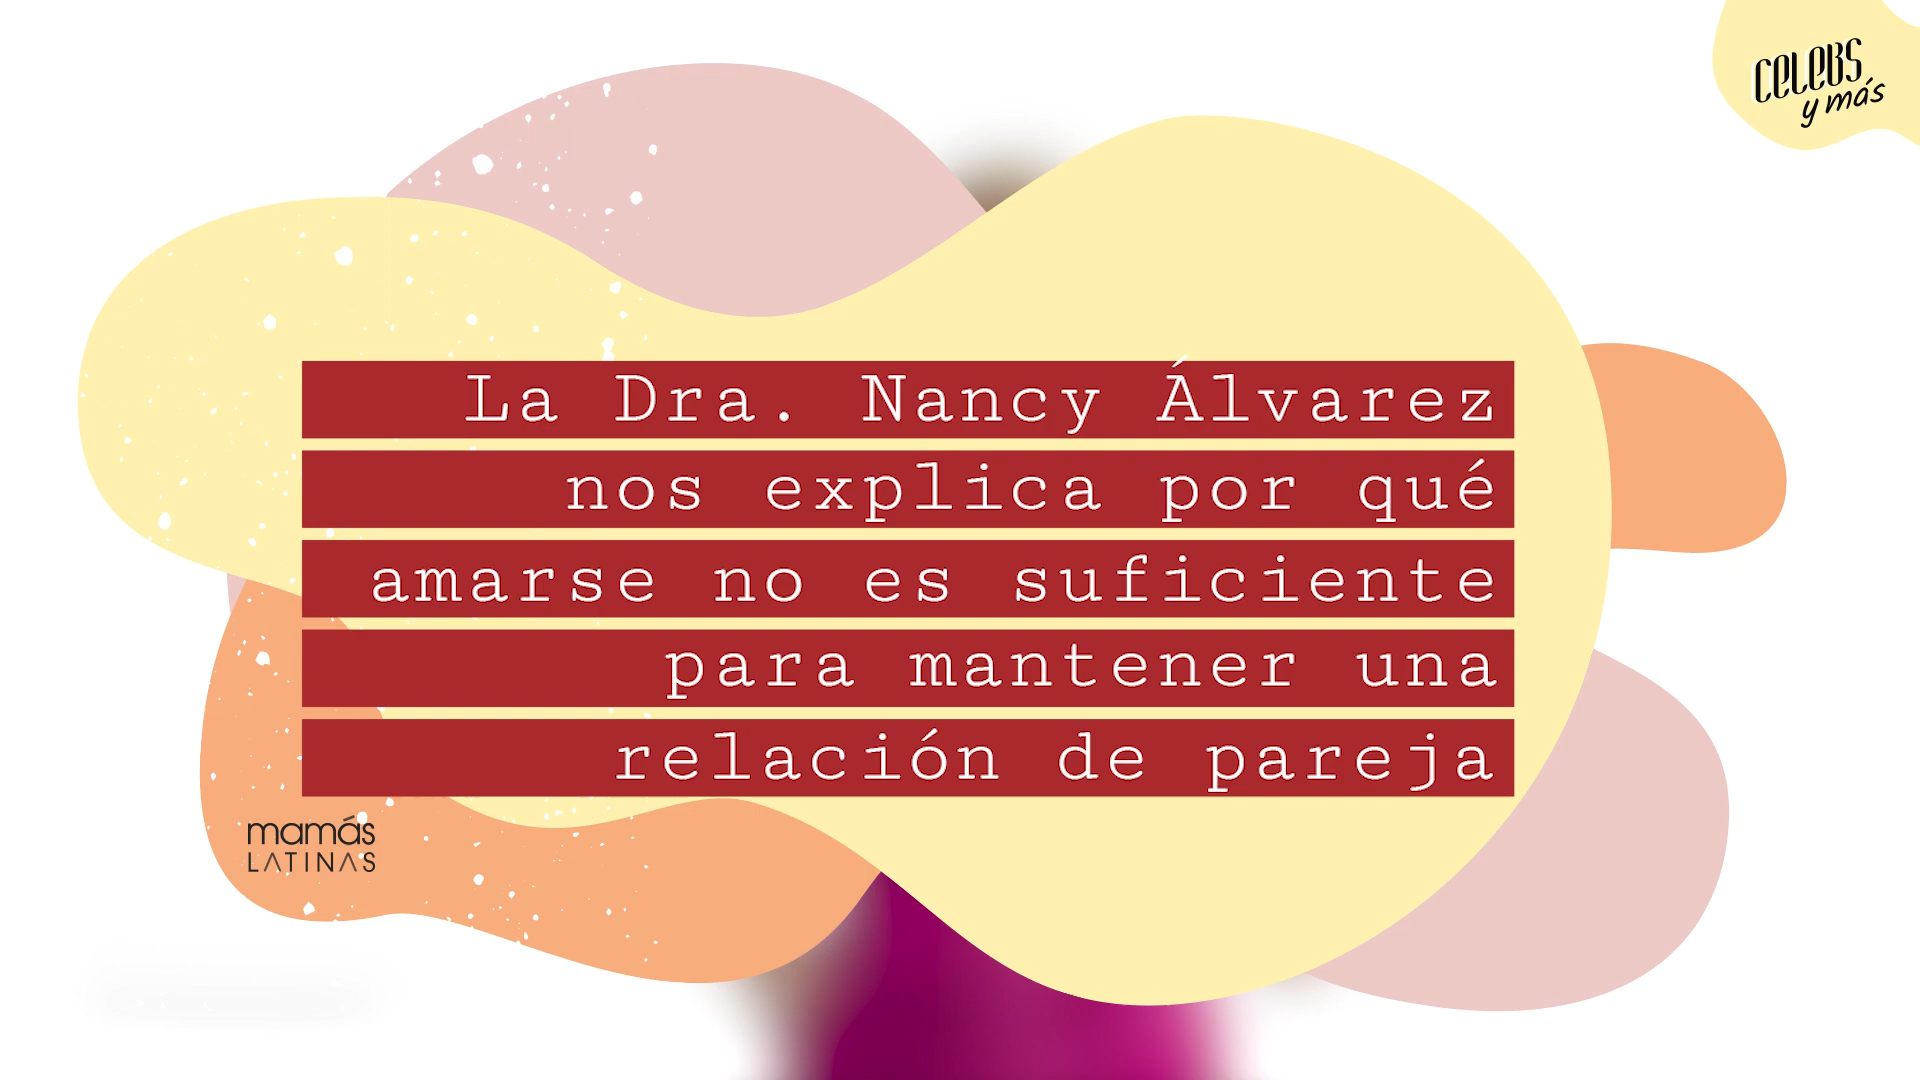 CELEBS
y más
La Dra. Nancy Álvarez
nos explica por qué
amarse no es suficiente
para mantener una
relación de pareja
mamás
LATINAS